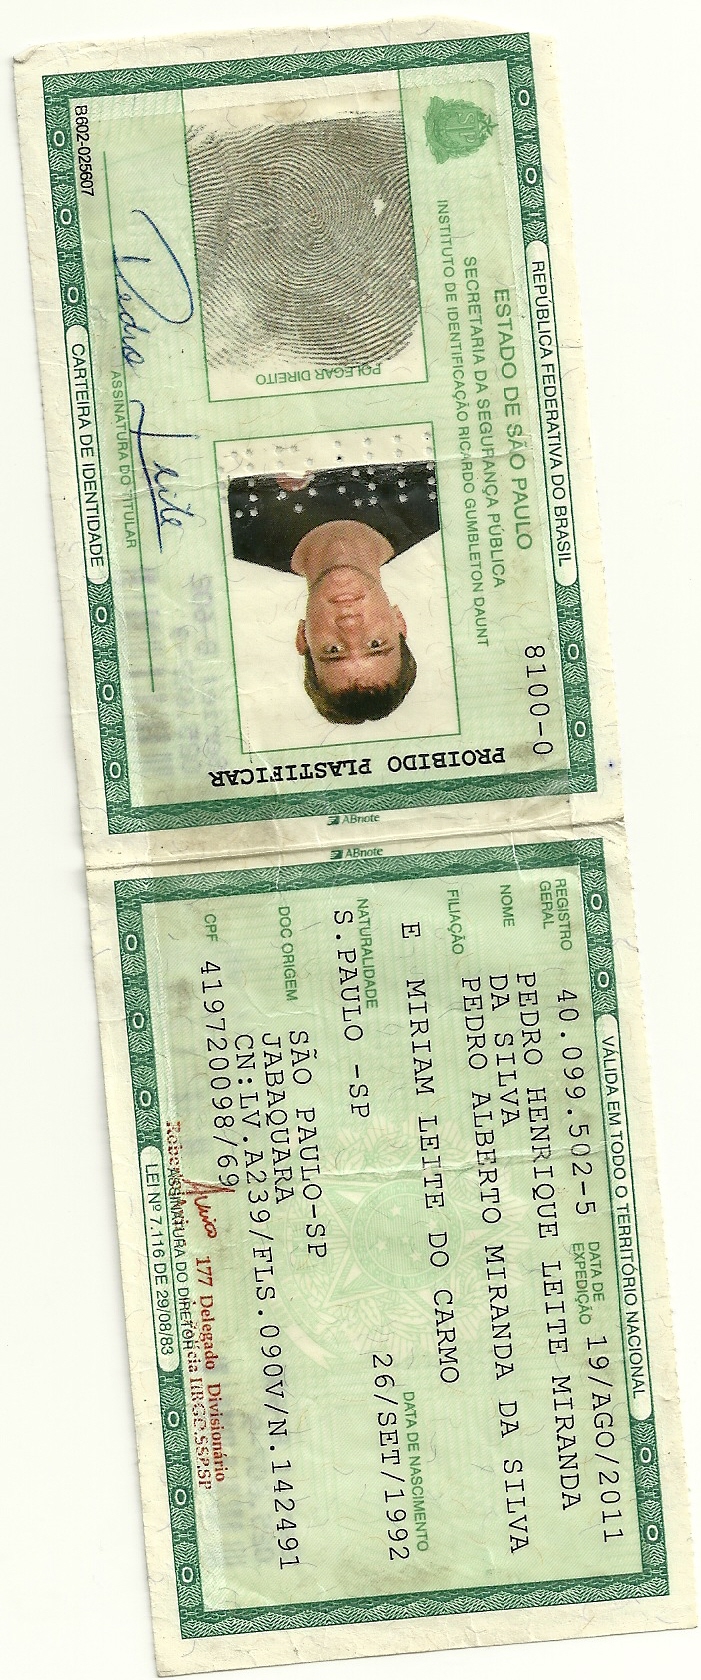 REPÚBLICA FEDERATIVA DO BRASIL
ESTADO DE SÃO PAULO
SECRETARIA DA SEGURANÇA PÚBLICA
INSTITUTO DE IDENTIFICAÇÃO RICARDO GUMBLETON DAUNT
8100-0
POLEGAR DIREITO
PROIBIDO PLASTIFICAR
Pedro Leite
ASSINATURA DO TITULAR
B602-025607
CARTEIRA DE IDENTIDADE
ABnote
ABnote
VÁLIDA EM TODO O TERRITÓRIO NACIONAL
REGISTRO GERAL 40.099.502-5 DATA DE EXPEDIÇÃO 19/AGO/2011
NOME PEDRO HENRIQUE LEITE MIRANDA
DA SILVA
FILIAÇÃO PEDRO ALBERTO MIRANDA DA SILVA
E MIRIAM LEITE DO CARMO
NATURALIDADE DATA DE NASCIMENTO
S.PAULO -SP 26/SET/1992
DOC ORIGEM SÃO PAULO-SP
JABAQUARA
CN:LV.A239/FLS.090V/N.142491
CPF 419720098/69
177 Delegado Divisionário
ASSINATURA DO DIRETOR
LEI Nº 7.116 DE 29/08/83